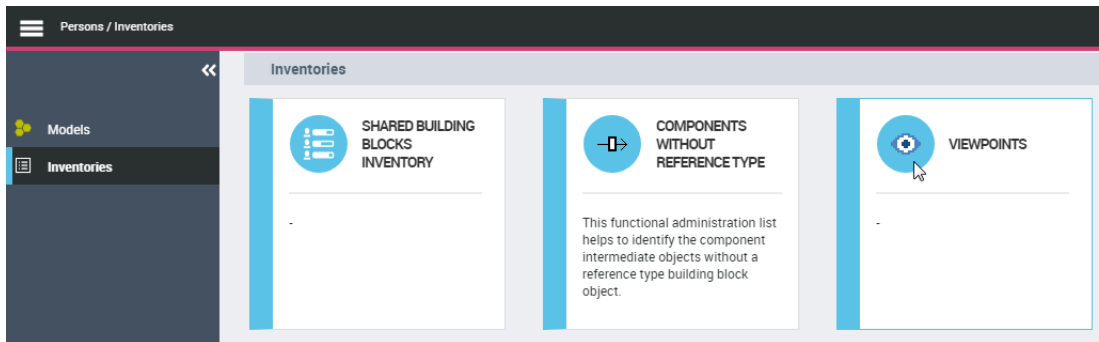 Persons / Inventories
Inventories
Models
Inventories
SHARED BUILDING
BLOCKS
INVENTORY
-
COMPONENTS
WITHOUT
REFERENCE TYPE
This functional administration list
helps to identify the component
intermediate objects without a
reference type building block
object.
VIEWPOINTS
-